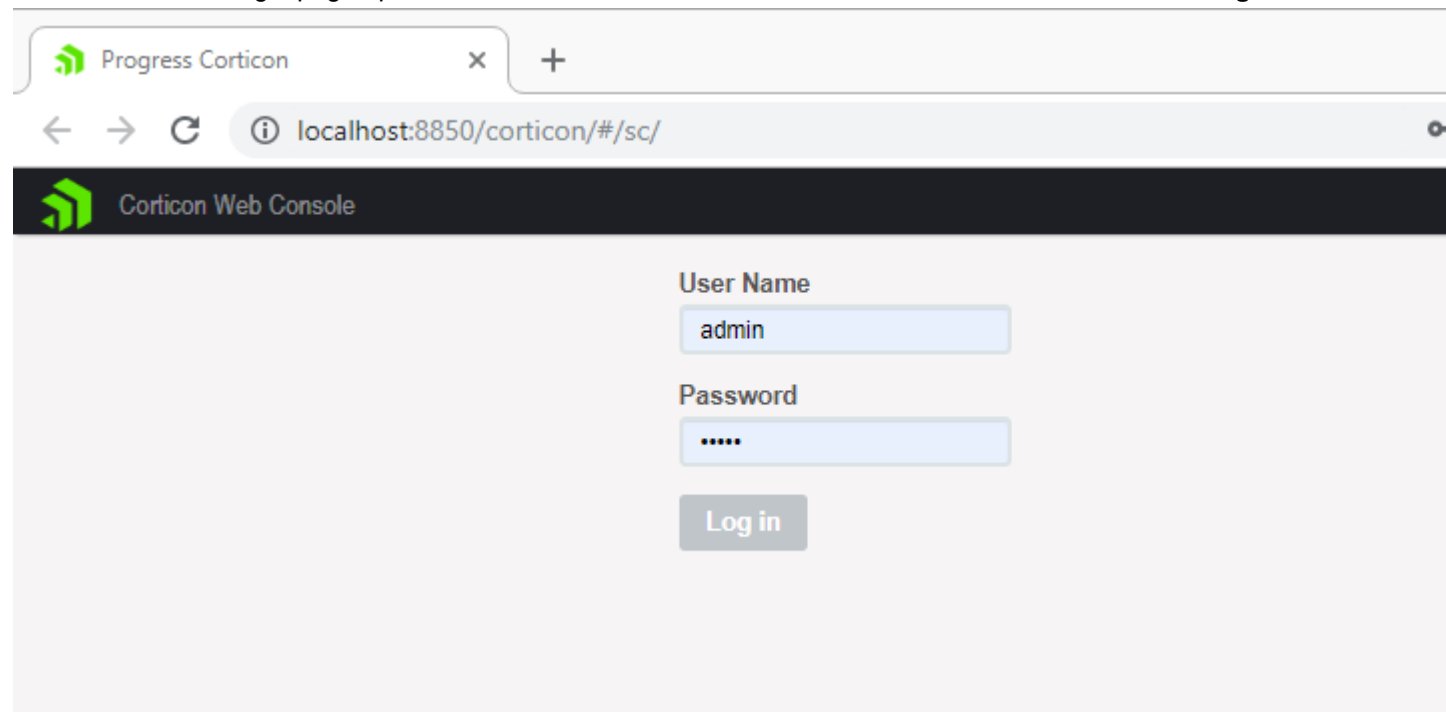 Progress Corticon
localhost:8850/corticon/#/sc/
Corticon Web Console
User Name
admin
Password
•••••
Log in